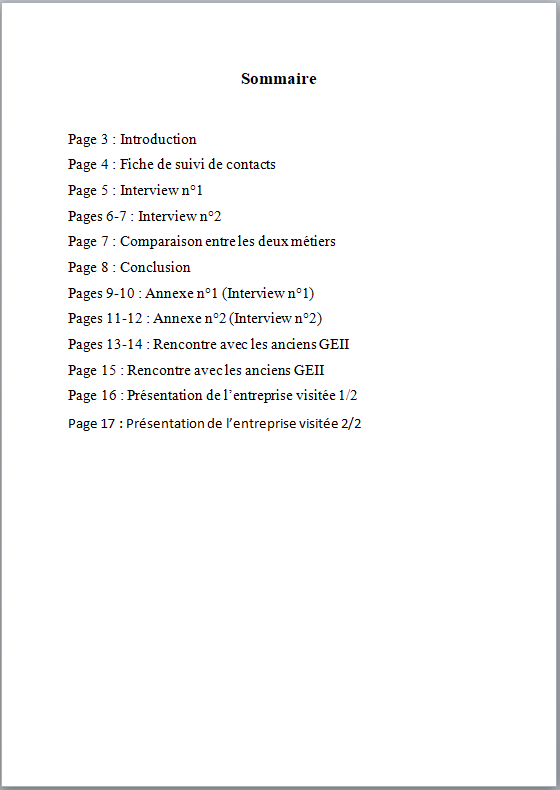 Sommaire
Page 3 : Introduction
Page 4 : Fiche de suivi de contacts
Page 5 : Interview n°1
Pages 6-7 : Interview n°2
Page 7 : Comparaison entre les deux métiers
Page 8 : Conclusion
Pages 9-10 : Annexe n°1 (Interview n°1)
Pages 11-12 : Annexe n°2 (Interview n°2)
Pages 13-14 : Rencontre avec les anciens GEII
Page 15 : Rencontre avec les anciens GEII
Page 16 : Présentation de l’entreprise visitée 1/2
Page 17 : Présentation de l’entreprise visitée 2/2